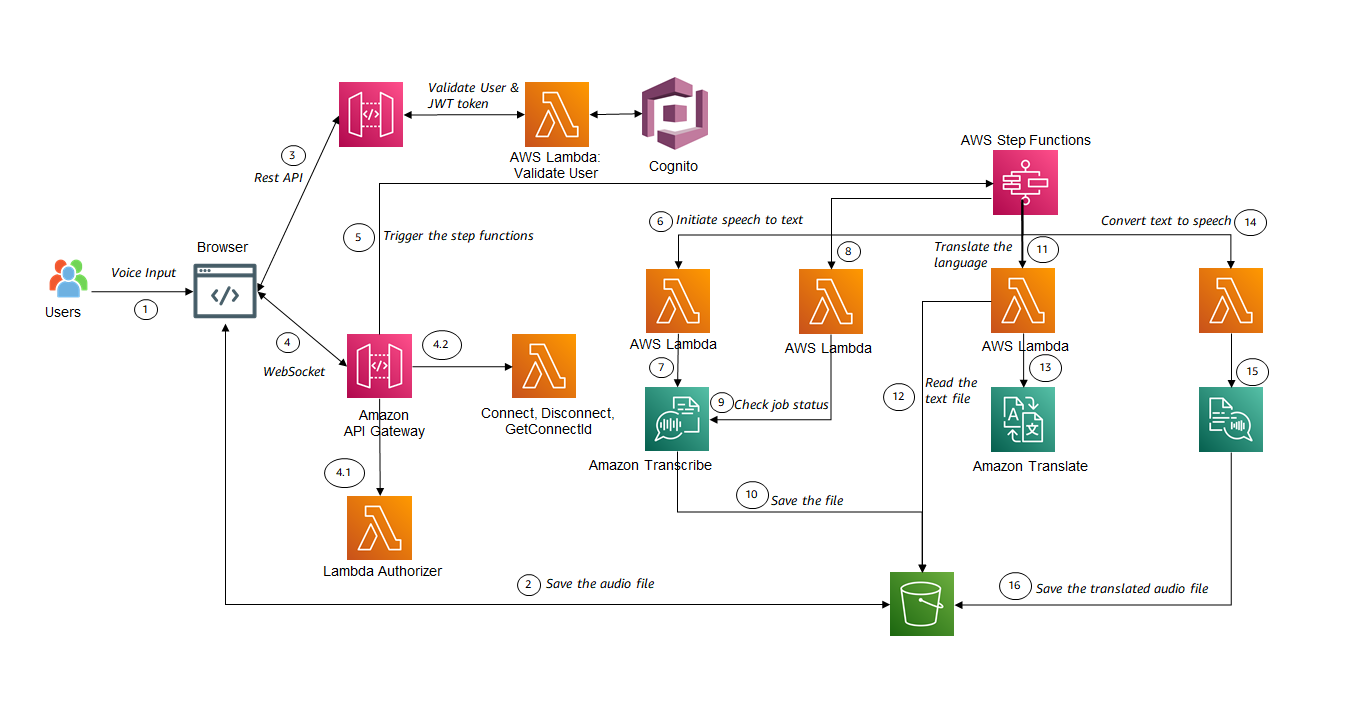 Validate User &
JWT token
AWS Lambda:
Validate User
Cognito
AWS Step Functions
3
Rest API
5
Trigger the step functions
6
Initiate speech to text
8
Translate the
language
11
Convert text to speech
14
Browser
Users
Voice Input
1
4
WebSocket
4.2
Amazon
API Gateway
Connect, Disconnect,
GetConnectId
4.1
Lambda Authorizer
AWS Lambda
AWS Lambda
AWS Lambda
7
9
Check job status
12
Read the
text file
13
15
Amazon Transcribe
Amazon Translate
10
Save the file
2
Save the audio file
16
Save the translated audio file